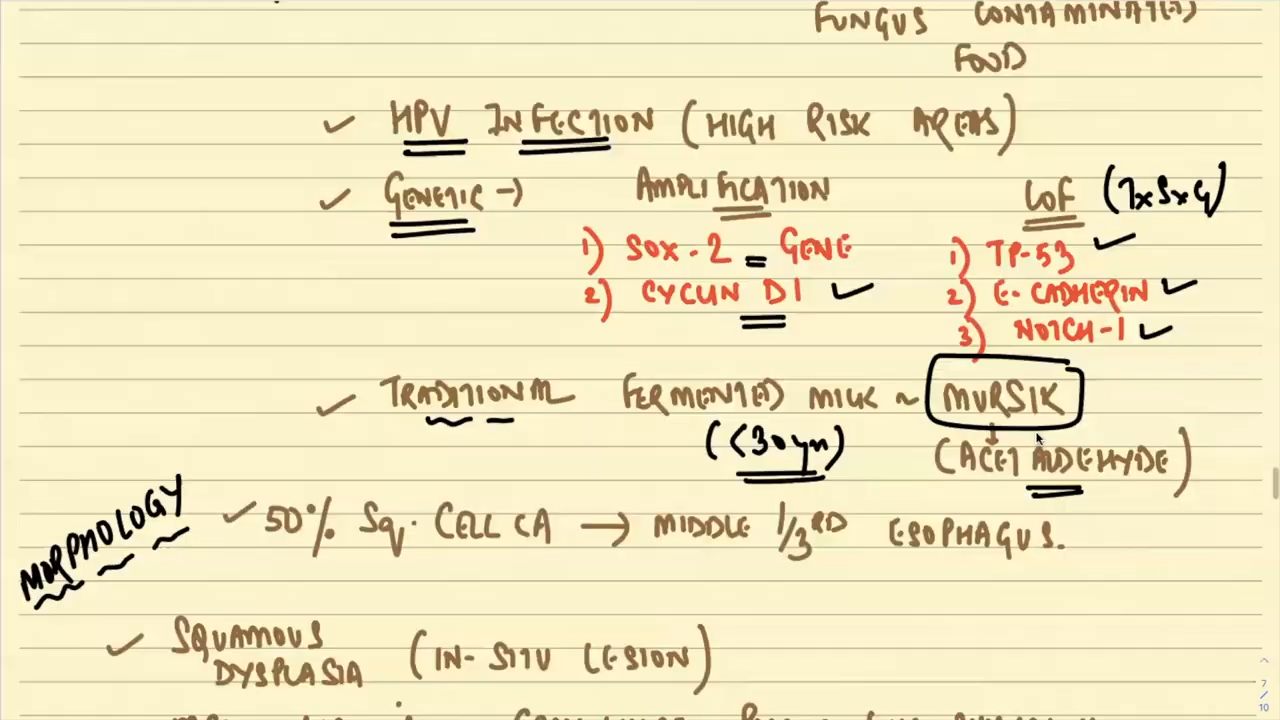 FUNGUS CONTAMINATED
FOOD
✓ HPV INFECTION (HIGH RISK AREAS)
✓ GENETIC → AMPLIFICATION LOF
1) SOX-2 = GENE 1) TP-53 ✓
2) CYCLIN D1 ✓ 2) E-CADHERIN ✓
3) NOTCH-1 ✓
✓ TRADITIONAL FERMENTED MILK ~ MURSIK
(<30yrs) (ACETALDEHYDE)
MORPHOLOGY ✓ 50% Sq. CELL CA → MIDDLE 1/3RD ESOPHAGUS.
✓ SQUAMOUS
DYSPLASIA (IN-SITU LESION)
7
/
10